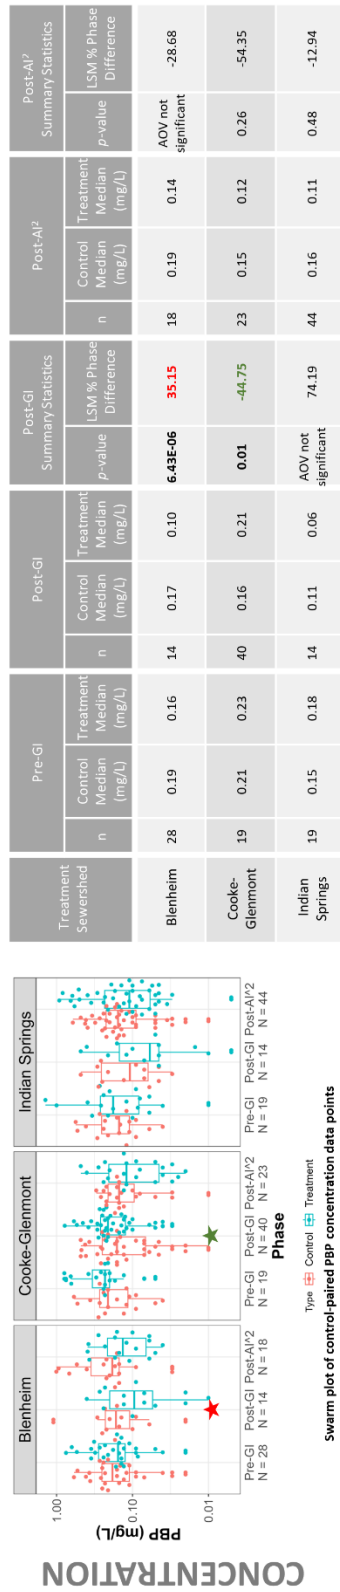 CONCENTRATION
Blenheim
Cooke-Glenmont
Indian Springs
PBP (mg/L)
1.00
0.10
0.01
Pre-GI Post-GI Post-AI^2
N = 28 N = 14 N = 18
Pre-GI Post-GI Post-AI^2
N = 19 N = 40 N = 23
Pre-GI Post-GI Post-AI^2
N = 19 N = 14 N = 44
Phase
Type Control Treatment
Swarm plot of control-paired PBP concentration data points
Treatment Sewershed
Pre-GI
Post-GI
Post-GI Summary Statistics
Post-AI²
Post-AI² Summary Statistics
n Control Median (mg/L) Treatment Median (mg/L) n Control Median (mg/L) Treatment Median (mg/L) p-value LSM % Phase Difference n Control Median (mg/L) Treatment Median (mg/L) p-value LSM % Phase Difference
Blenheim 28 0.19 0.16 14 0.17 0.10 6.43E-06 35.15 18 0.19 0.14 AOV not significant -28.68
Cooke-Glenmont 19 0.21 0.23 40 0.16 0.21 0.01 -44.75 23 0.15 0.12 0.26 -54.35
Indian Springs 19 0.15 0.18 14 0.11 0.06 AOV not significant 74.19 44 0.16 0.11 0.48 -12.94